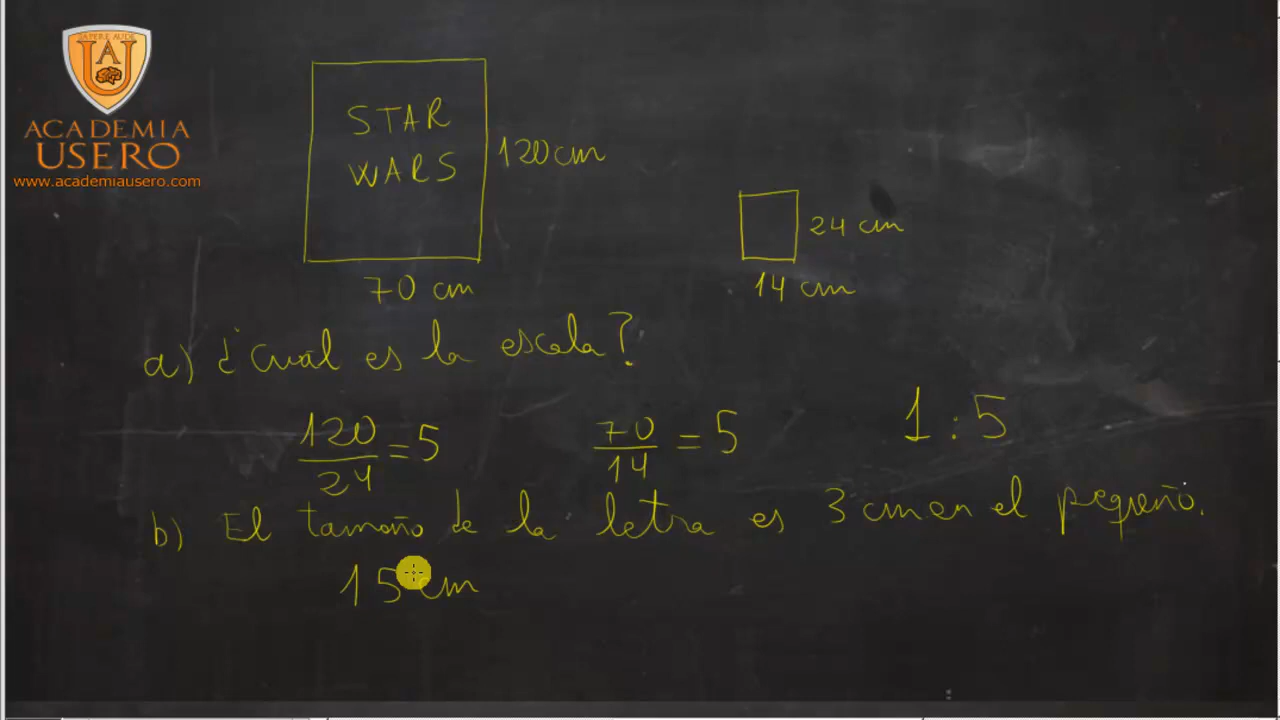 SAPERE AUDE
UA
ACADEMIA
USERO
www.academiausero.com
STAR
WARS
120 cm
24 cm
70 cm
14 cm
a) ¿Cuál es la escala?
120/24 = 5
70/14 = 5
1:5
b) El tamaño de la letra es 3 cm en el pequeño.
15 cm